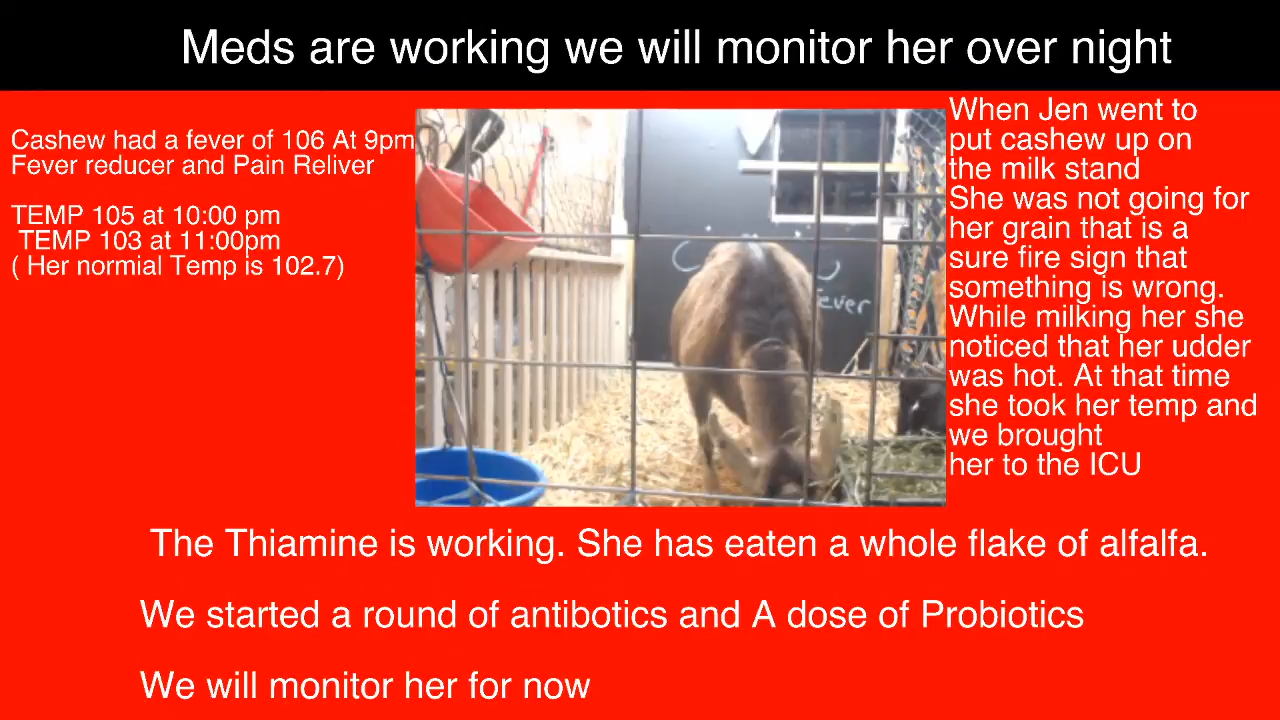 Meds are working we will monitor her over night
Cashew had a fever of 106 At 9pm
Fever reducer and Pain Reliver
TEMP 105 at 10:00 pm
TEMP 103 at 11:00pm
( Her normial Temp is 102.7)
When Jen went to
put cashew up on
the milk stand
She was not going for
her grain that is a
sure fire sign that
something is wrong.
While milking her she
noticed that her udder
was hot. At that time
she took her temp and
we brought
her to the ICU
ever
The Thiamine is working. She has eaten a whole flake of alfalfa.
We started a round of antibotics and A dose of Probiotics
We will monitor her for now